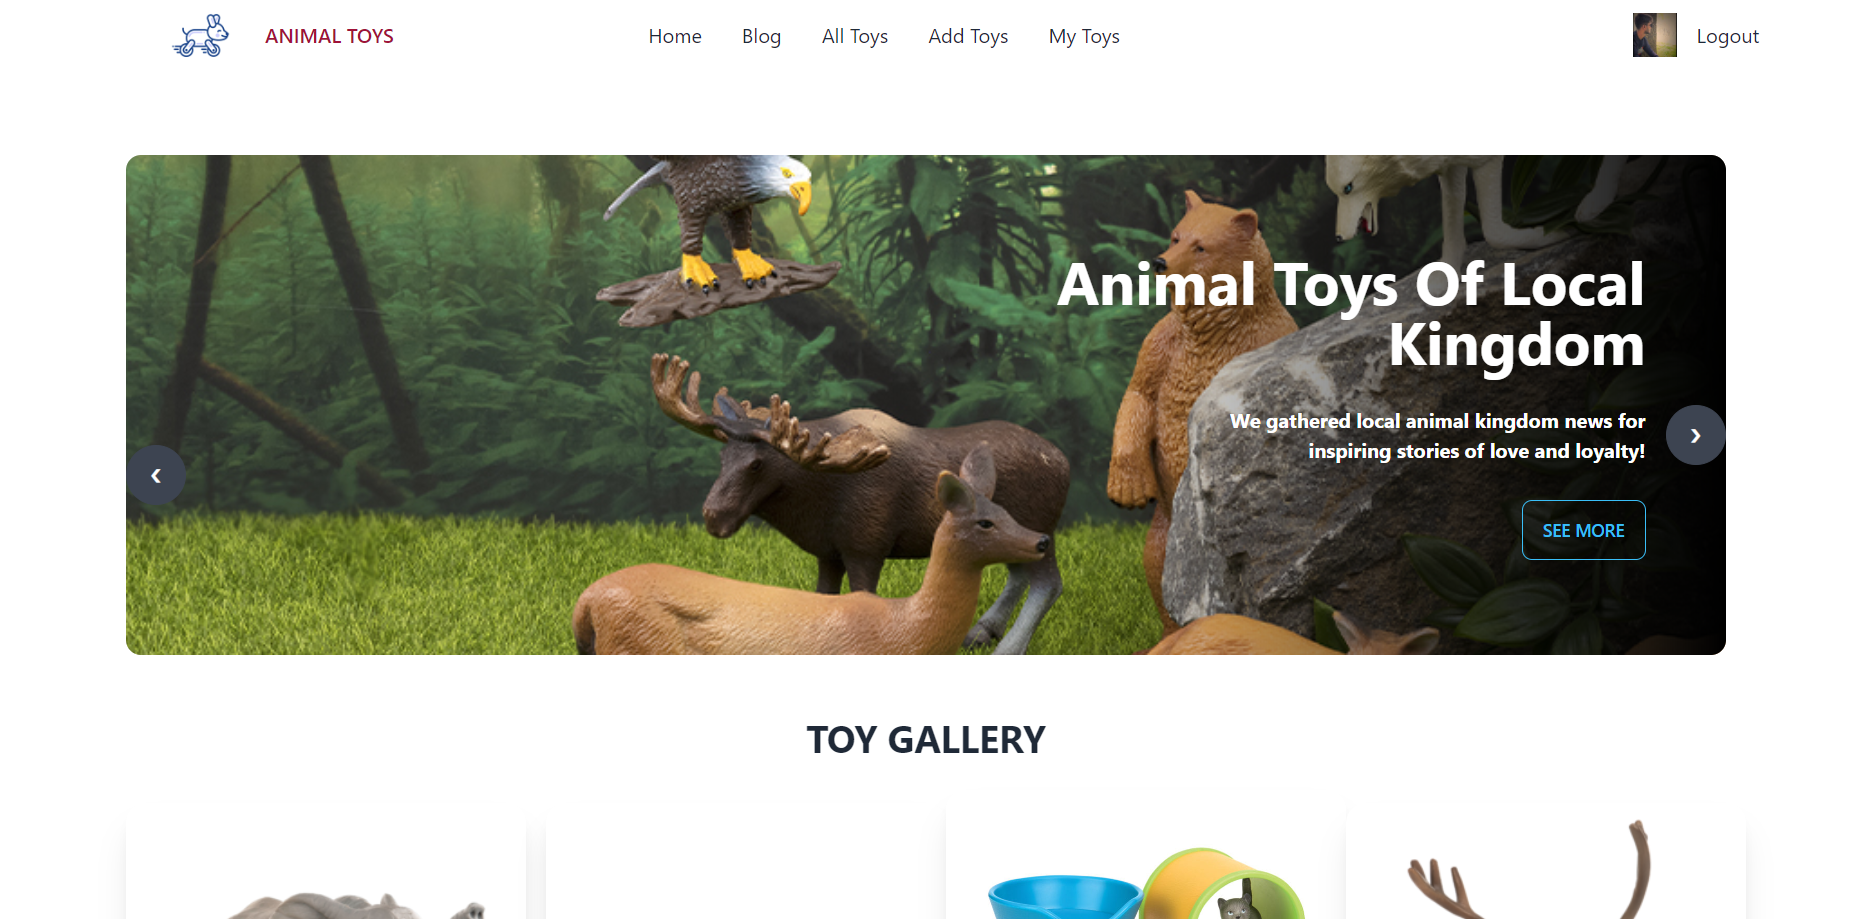 ANIMAL TOYS
Home
Blog
All Toys
Add Toys
My Toys
Logout
Animal Toys Of Local
Kingdom
We gathered local animal kingdom news for
inspiring stories of love and loyalty!
❮
❯
SEE MORE
TOY GALLERY